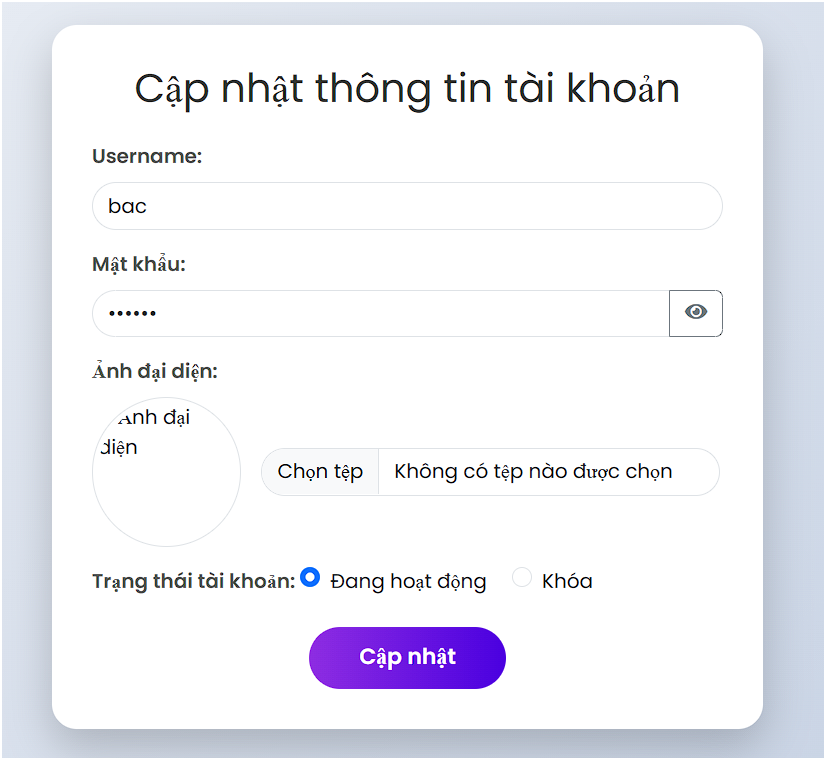 Cập nhật thông tin tài khoản
Username:
bac
Mật khẩu:
••••••
Ảnh đại diện:
Ảnh đại
diện
Chọn tệp Không có tệp nào được chọn
Trạng thái tài khoản: Đang hoạt động Khóa
Cập nhật